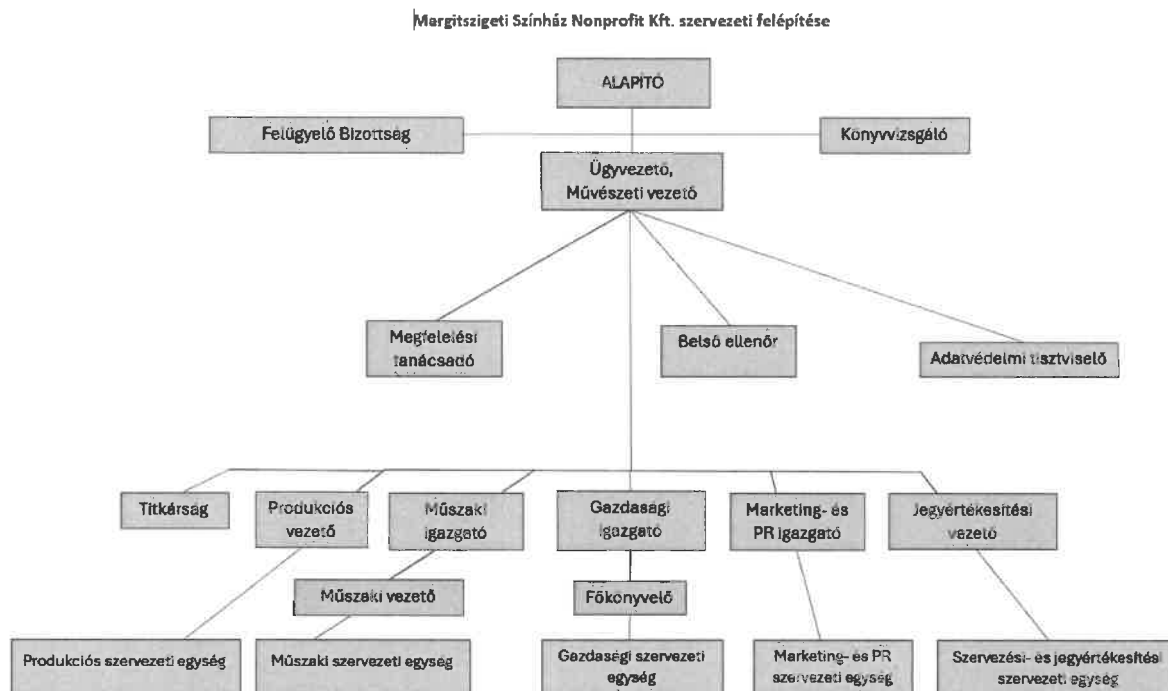 Margitszigeti Színház Nonprofit Kft. szervezeti felépítése
ALAPÍTÓ
Felügyelő Bizottság
Könyvvizsgáló
Ügyvezető,
Művészeti vezető
Megfelelési
tanácsadó
Belső ellenőr
Adatvédelmi tisztviselő
Titkárság
Produkciós
vezető
Műszaki
igazgató
Gazdasági
igazgató
Marketing- és
PR igazgató
Jegyértékesítési
vezető
Műszaki vezető
Főkönyvelő
Produkciós szervezeti egység
Műszaki szervezeti egység
Gazdasági szervezeti
egység
Marketing- és PR
szervezeti egység
Szervezési- és jegyértékesítési
szervezeti egység